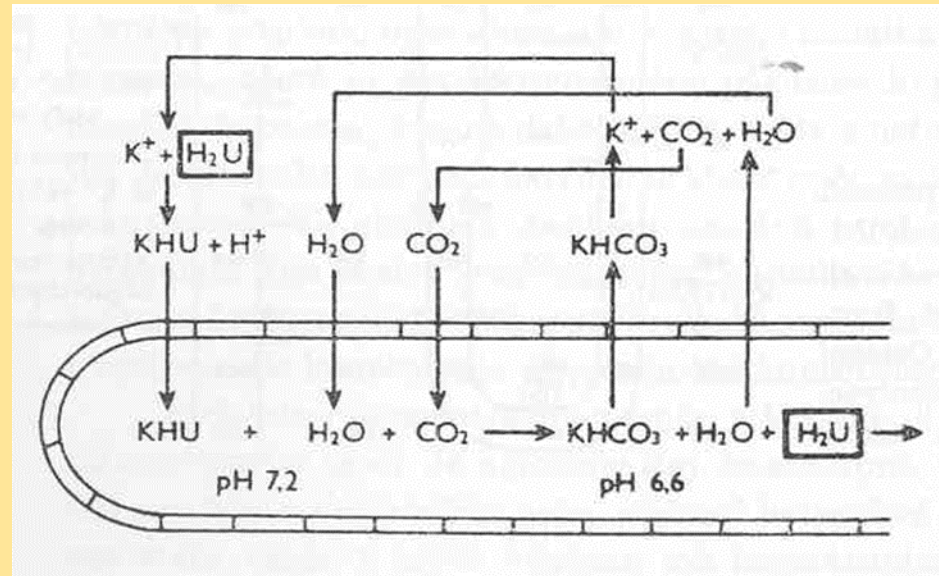 K⁺ + CO₂ + H₂O
K⁺ + H₂U
KHU + H⁺ H₂O CO₂ KHCO₃
KHU + H₂O + CO₂ → KHCO₃ + H₂O + H₂U →
pH 7,2 pH 6,6